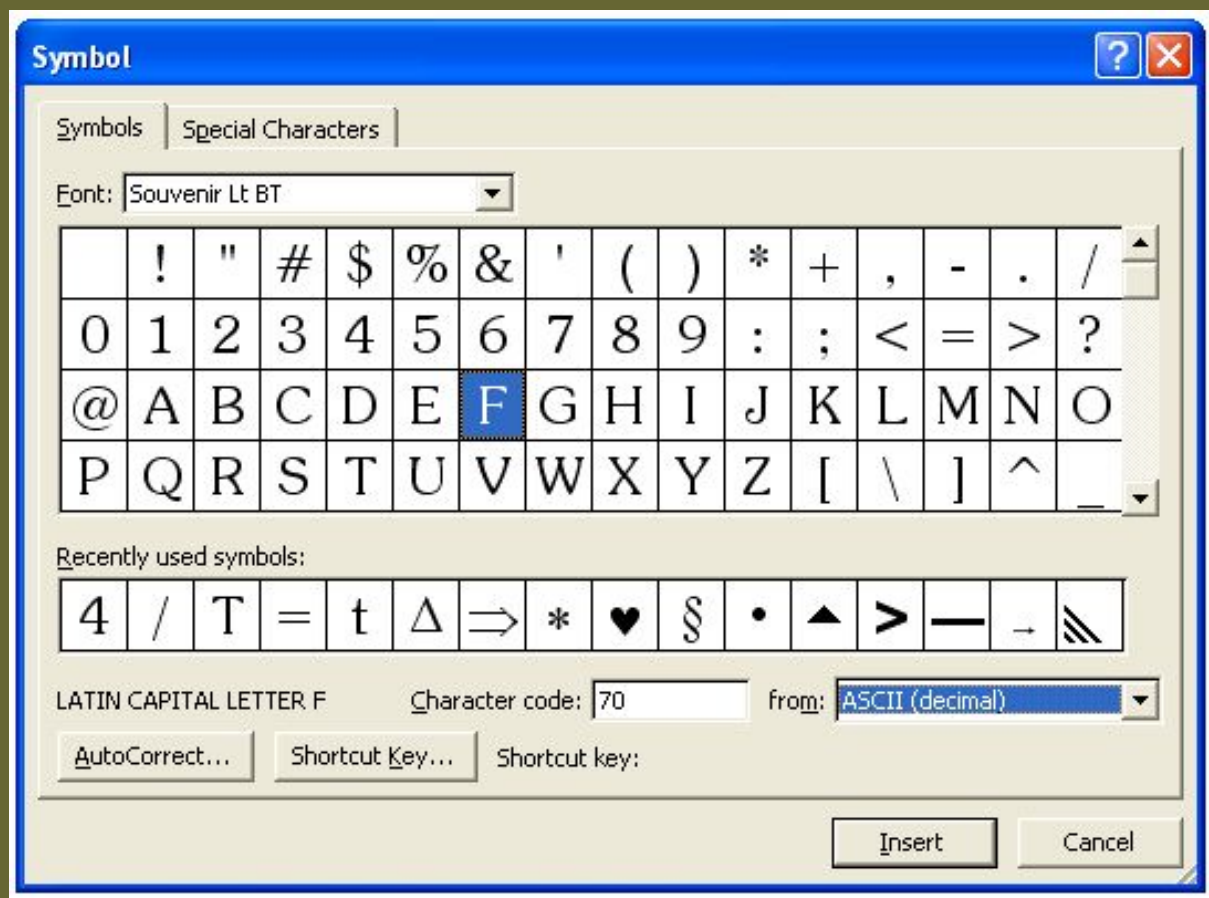 Symbol
Symbols Special Characters
Font: Souvenir Lt BT
! " # $ % & ' ( ) * + , - . /
0 1 2 3 4 5 6 7 8 9 : ; < = > ?
@ A B C D E F G H I J K L M N O
P Q R S T U V W X Y Z [ \ ] ^ _
Recently used symbols:
4 / T = t Δ ⇒ * ♥ § • ▲ > — →
LATIN CAPITAL LETTER F Character code: 70 from: ASCII (decimal)
AutoCorrect... Shortcut Key... Shortcut key:
Insert Cancel